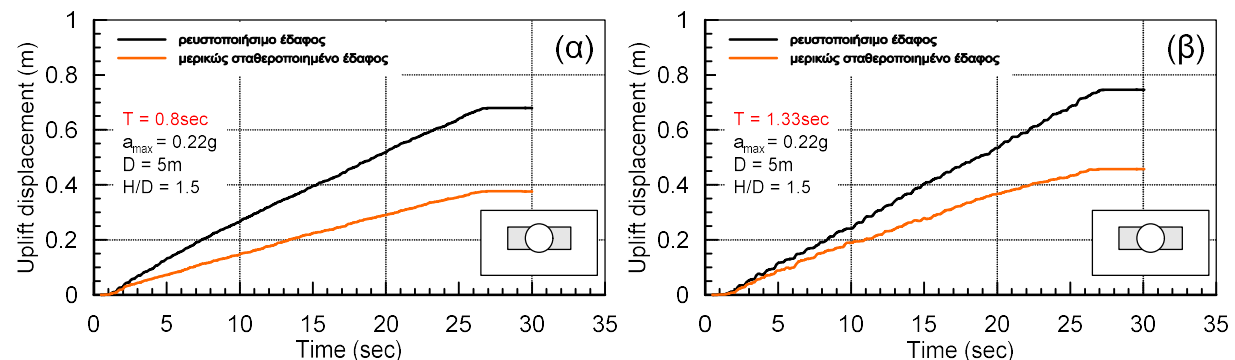 Uplift displacement (m)
1
0.8
0.6
0.4
0.2
0
ρευστοποιήσιμο έδαφος
μερικώς σταθεροποιημένο έδαφος
(α)
T = 0.8sec
amax = 0.22g
D = 5m
H/D = 1.5
0 5 10 15 20 25 30 35
Time (sec)
Uplift displacement (m)
1
0.8
0.6
0.4
0.2
0
ρευστοποιήσιμο έδαφος
μερικώς σταθεροποιημένο έδαφος
(β)
T = 1.33sec
amax = 0.22g
D = 5m
H/D = 1.5
0 5 10 15 20 25 30 35
Time (sec)